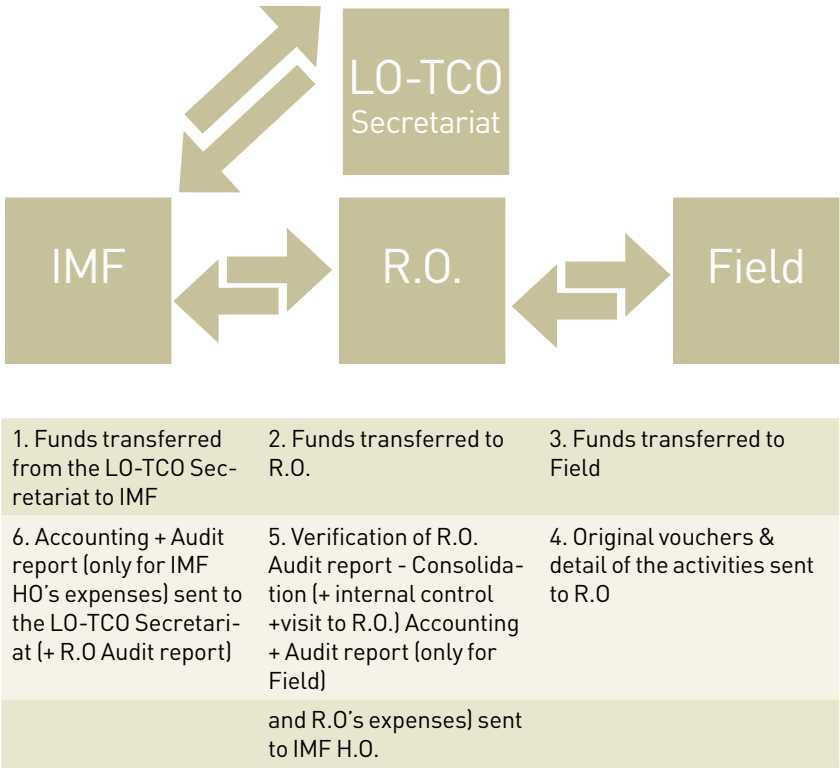 LO-TCO
Secretariat
IMF
R.O.
Field
1. Funds transferred
from the LO-TCO Sec-
retariat to IMF
2. Funds transferred to
R.O.
3. Funds transferred to
Field
6. Accounting + Audit
report (only for IMF
HO’s expenses) sent to
the LO-TCO Secretari-
at (+ R.O Audit report)
5. Verification of R.O.
Audit report - Consolida-
tion (+ internal control
+visit to R.O.) Accounting
+ Audit report (only for
Field)
4. Original vouchers &
detail of the activities sent
to R.O
and R.O’s expenses) sent
to IMF H.O.